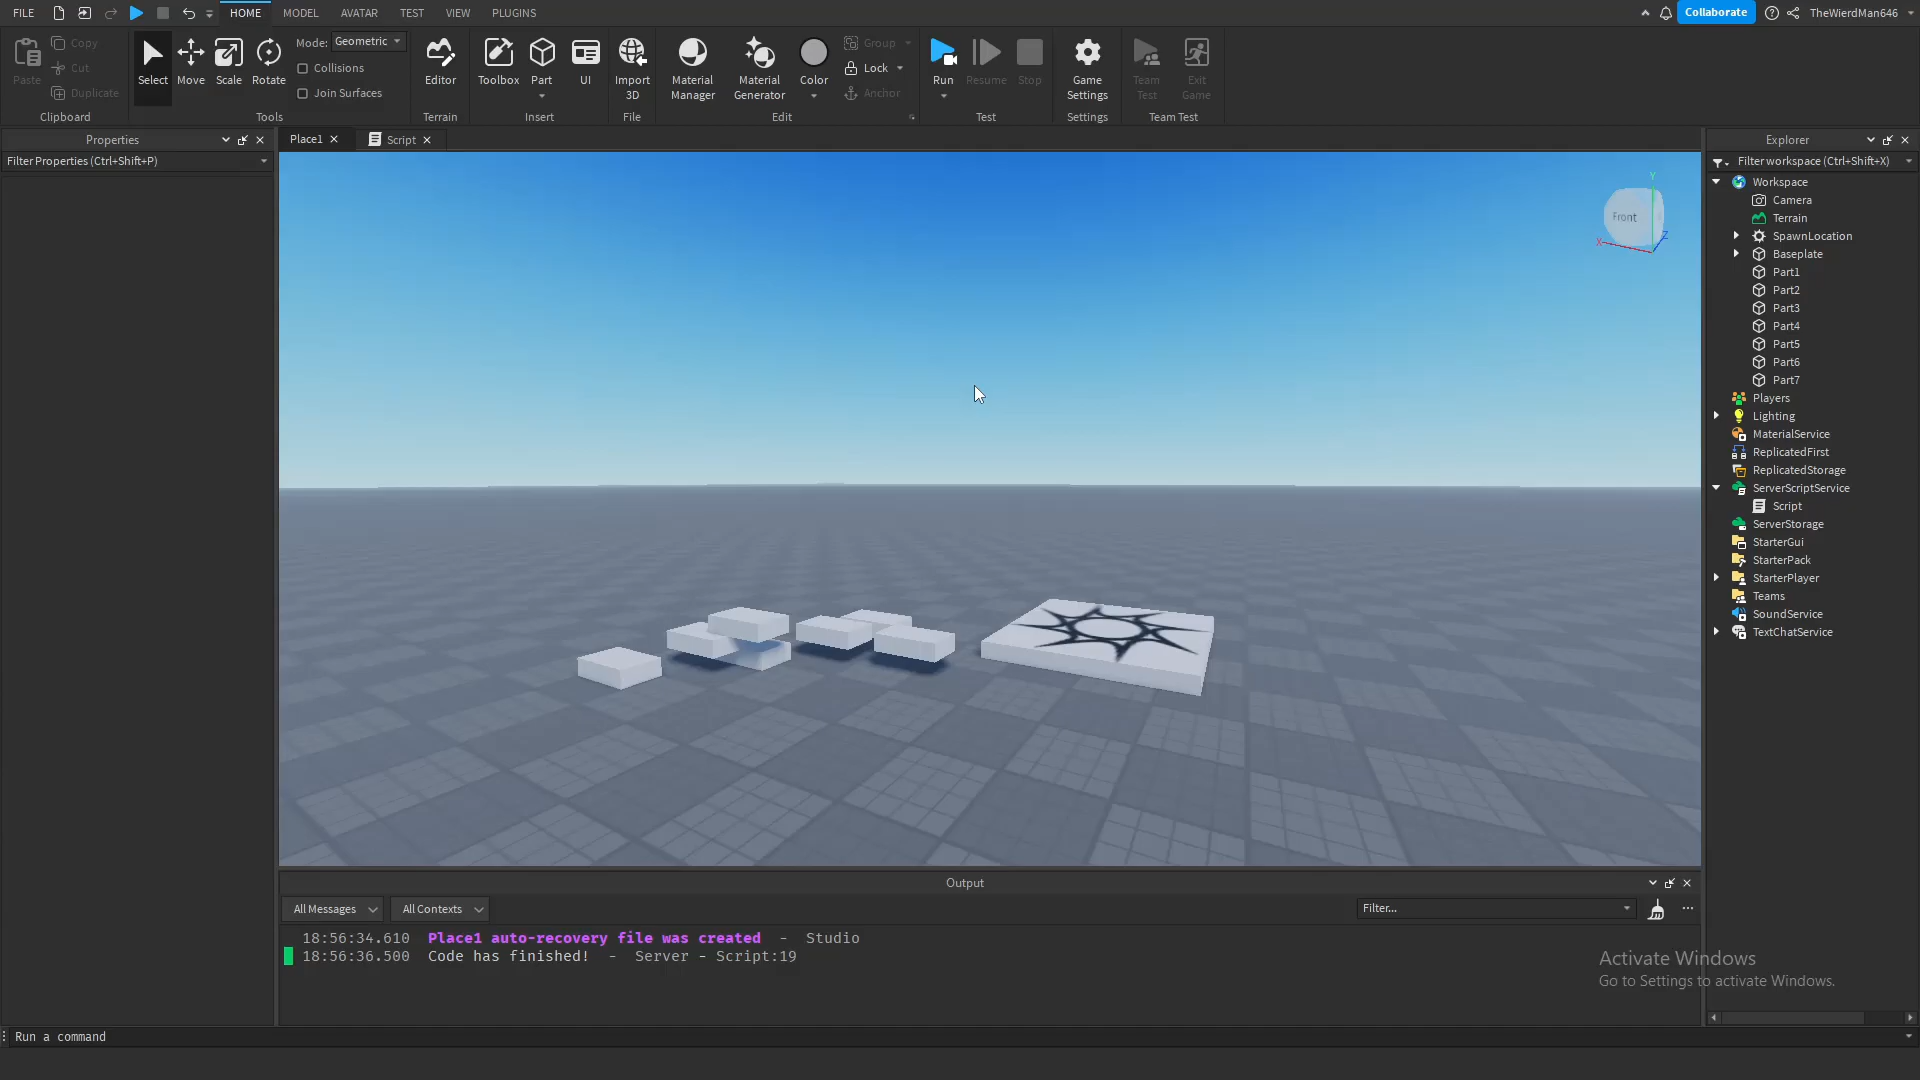 FILE
HOME
MODEL
AVATAR
TEST
VIEW
PLUGINS
Collaborate
TheWierdMan646
Paste
Copy
Cut
Duplicate
Clipboard
Select
Move
Scale
Rotate
Mode: Geometric
Collisions
Join Surfaces
Tools
Editor
Terrain
Toolbox
Part
UI
Insert
Import
3D
File
Material
Manager
Material
Generator
Color
Group
Lock
Anchor
Edit
Run
Resume
Stop
Test
Game
Settings
Settings
Team
Test
Exit
Game
Team Test
Properties
Filter Properties (Ctrl+Shift+P)
Place1
Script
Y
Front
X
Z
Explorer
Filter workspace (Ctrl+Shift+X)
Workspace
Camera
Terrain
SpawnLocation
Baseplate
Part1
Part2
Part3
Part4
Part5
Part6
Part7
Players
Lighting
MaterialService
ReplicatedFirst
ReplicatedStorage
ServerScriptService
Script
ServerStorage
StarterGui
StarterPack
StarterPlayer
Teams
SoundService
TextChatService
Output
All Messages
All Contexts
Filter...
18:56:34.610 Place1 auto-recovery file was created - Studio
18:56:36.500 Code has finished! - Server - Script:19
Activate Windows
Go to Settings to activate Windows.
Run a command